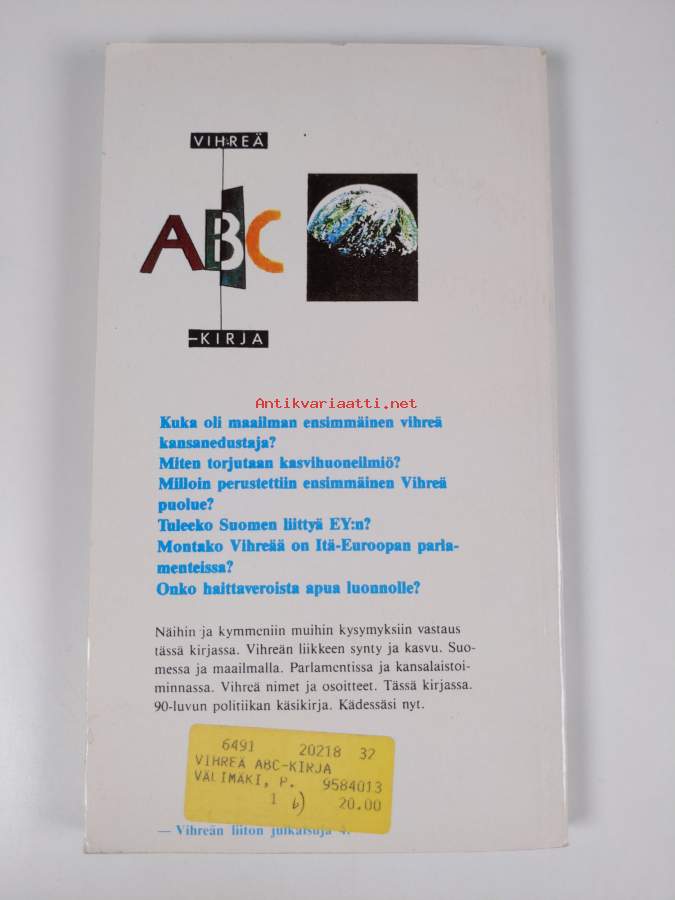 VIHREÄ
ABC
–KIRJA
Antikvariaatti.net
Kuka oli maailman ensimmäinen vihreä
kansanedustaja?
Miten torjutaan kasvihuoneilmiö?
Milloin perustettiin ensimmäinen Vihreä
puolue?
Tuleeko Suomen liittyä EY:n?
Montako Vihreää on Itä-Euroopan parla-
menteissa?
Onko haittaveroista apua luonnolle?
Näihin ja kymmeniin muihin kysymyksiin vastaus
tässä kirjassa. Vihreän liikkeen synty ja kasvu. Suo-
messa ja maailmalla. Parlamentissa ja kansalaistoi-
minnassa. Vihreä nimet ja osoitteet. Tässä kirjassa.
90-luvun politiikan käsikirja. Kädessäsi nyt.
6491 20218 32
VIHREÄ ABC-KIRJA
VÄLIMÄKI, P. 9584013
1 6) 20.00
— Vihreän liiton julkaisuja 4.